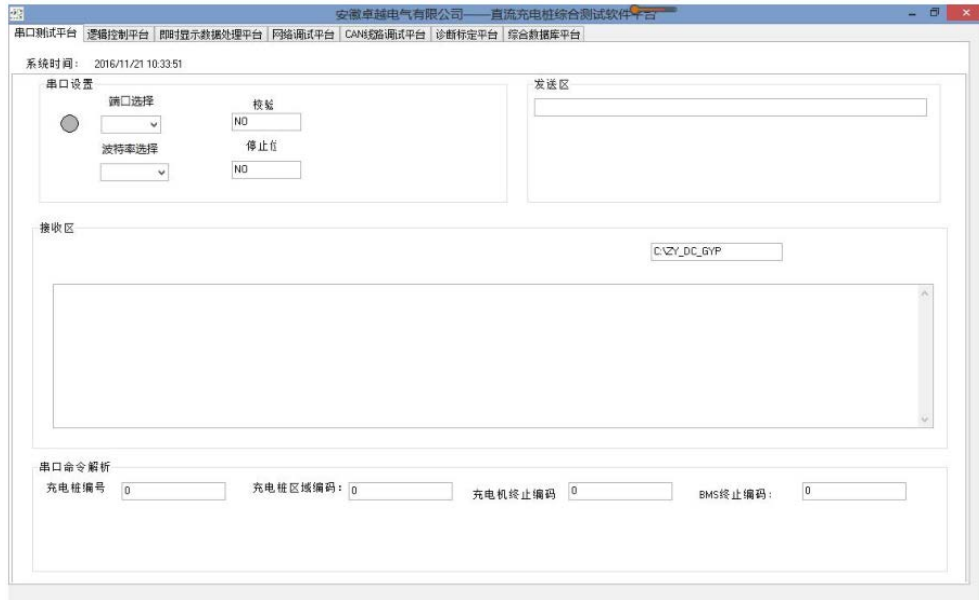 安徽卓越电气有限公司——直流充电桩综合测试软件平台
串口测试平台 逻辑控制平台 即时显示数据处理平台 网络调试平台 CAN线路调试平台 诊断标定平台 综合数据库平台
系统时间: 2016/11/21 10:33:51
串口设置
端口选择 校验
NO
波特率选择 停止位
NO
发送区
接收区
C:\ZY_DC_GYP
串口命令解析
充电桩编号 0 充电桩区域编码: 0 充电机终止编码 0 BMS终止编码: 0